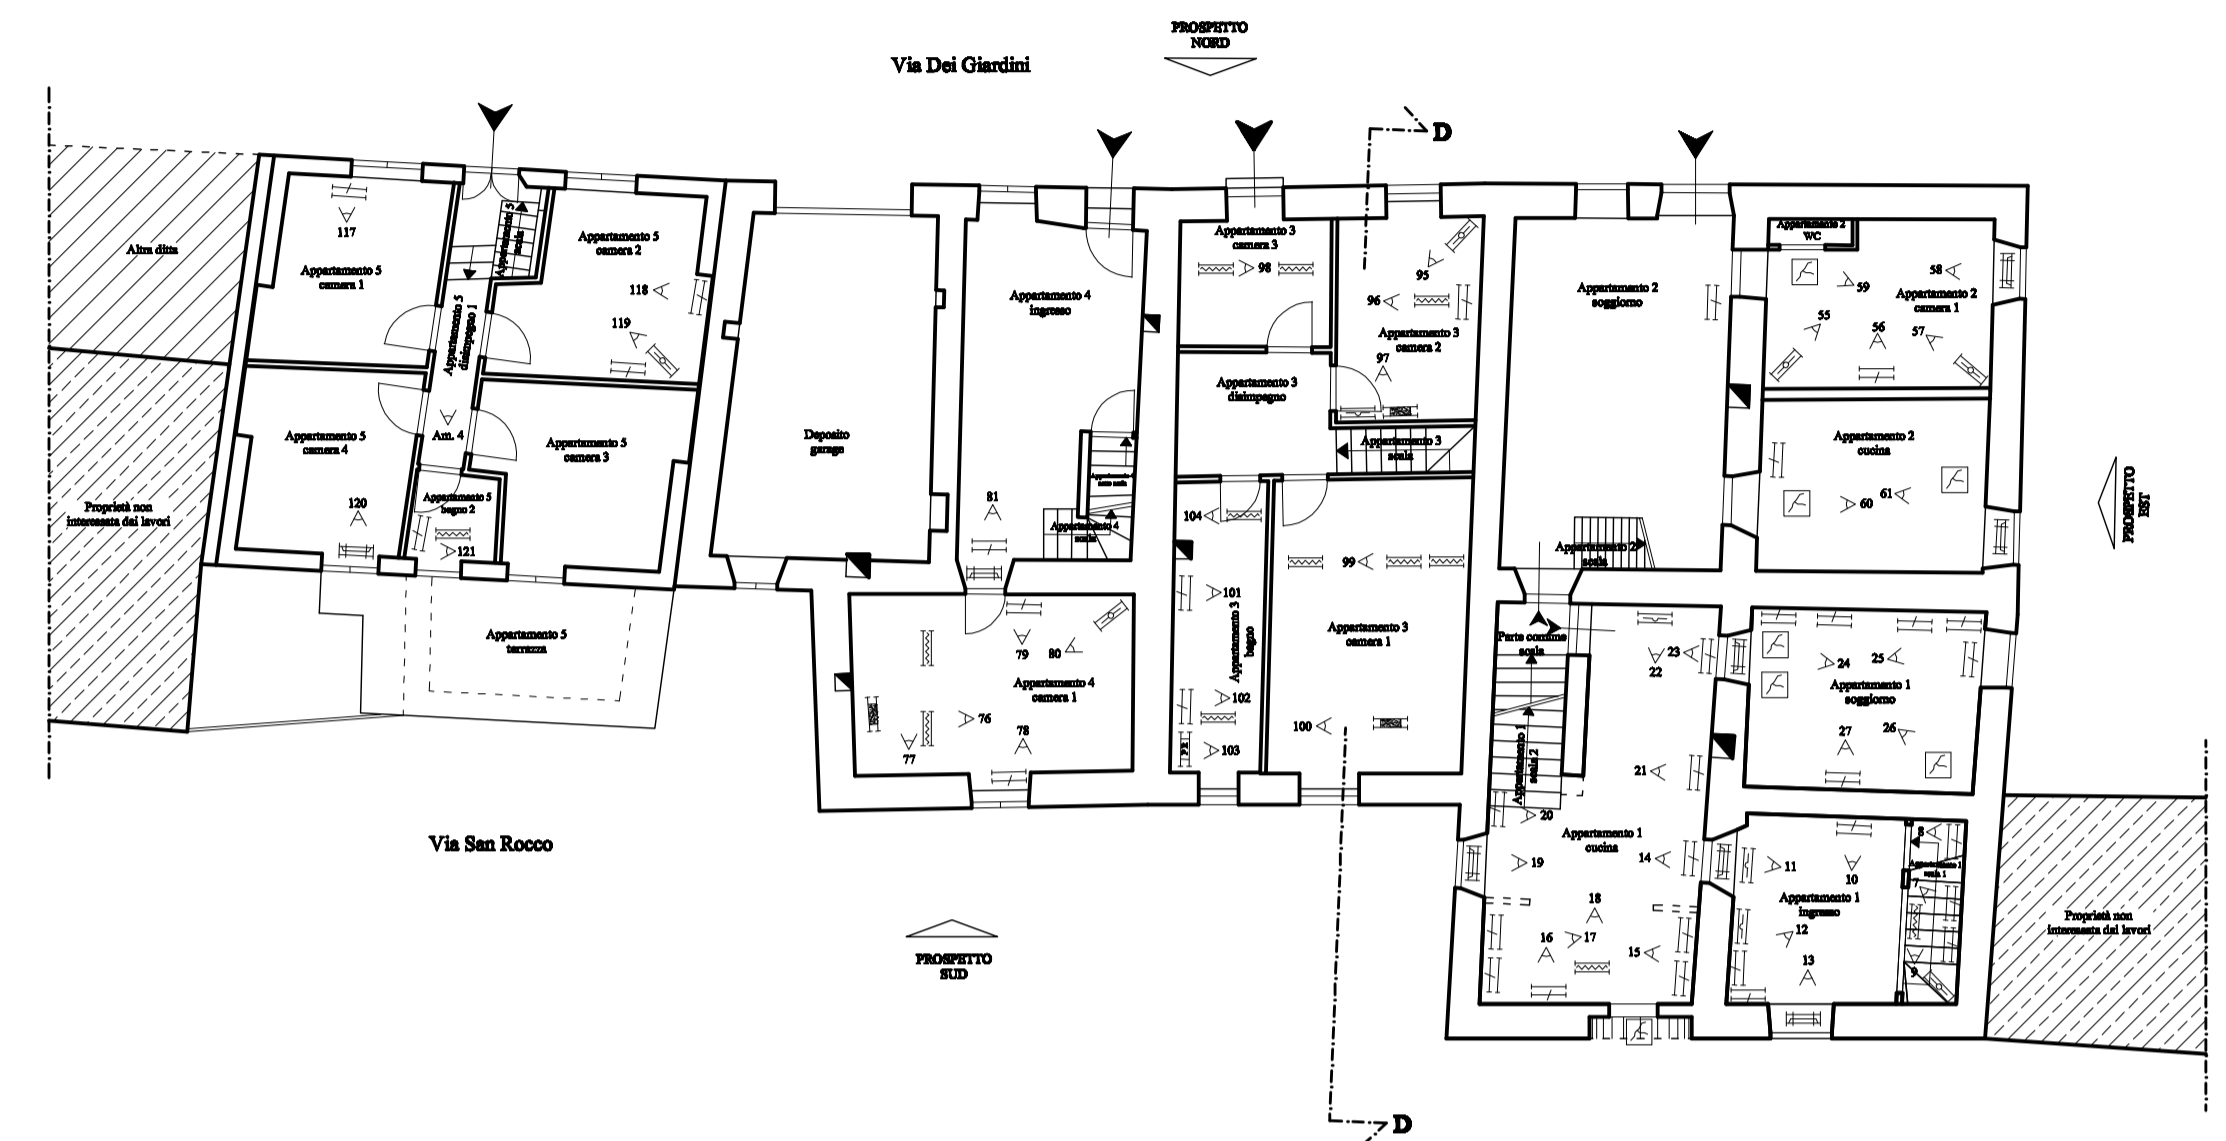 PROSPETTO
NORD
Via Dei Giardini
D
Altra ditta
117
Appartamento 5
camera 1
Appartamento 5
scala
Appartamento 5
camera 2
118
119
Appartamento 5
disimpegno 1
Appartamento 4
ingresso
Appartamento 3
camera 3
98
95
96
Appartamento 3
camera 2
97
Appartamento 2
soggiorno
Appartamento 2
WC
58
59
Appartamento 2
camera 1
55
56
57
Appartamento 3
disimpegno
Appartamento 5
camera 4
Am. 4
Appartamento 5
camera 3
Deposito
garage
Appartamento 3
scala
Appartamento 2
cucina
60
61
PROSPETTO
EST
Proprietà non
interessata dai lavori
120
Appartamento 5
bagno 2
121
81
Appartamento 4
scala
104
99
Appartamento 2
scala
101
Appartamento 3
bagno
Appartamento 3
camera 1
Appartamento 5
terrazza
79
80
Appartamento 4
camera 1
76
77
78
102
103
P.R
100
Parte comune
scala
Appartamento 1
scala 2
22
23
24
25
Appartamento 1
soggiorno
26
27
21
20
Via San Rocco
Appartamento 1
cucina
19
14
18
16
17
15
11
10
Appartamento 1
ingresso
12
13
8
Appartamento 1
scala 1
7
9
Proprietà non
interessata dai lavori
PROSPETTO
SUD
D